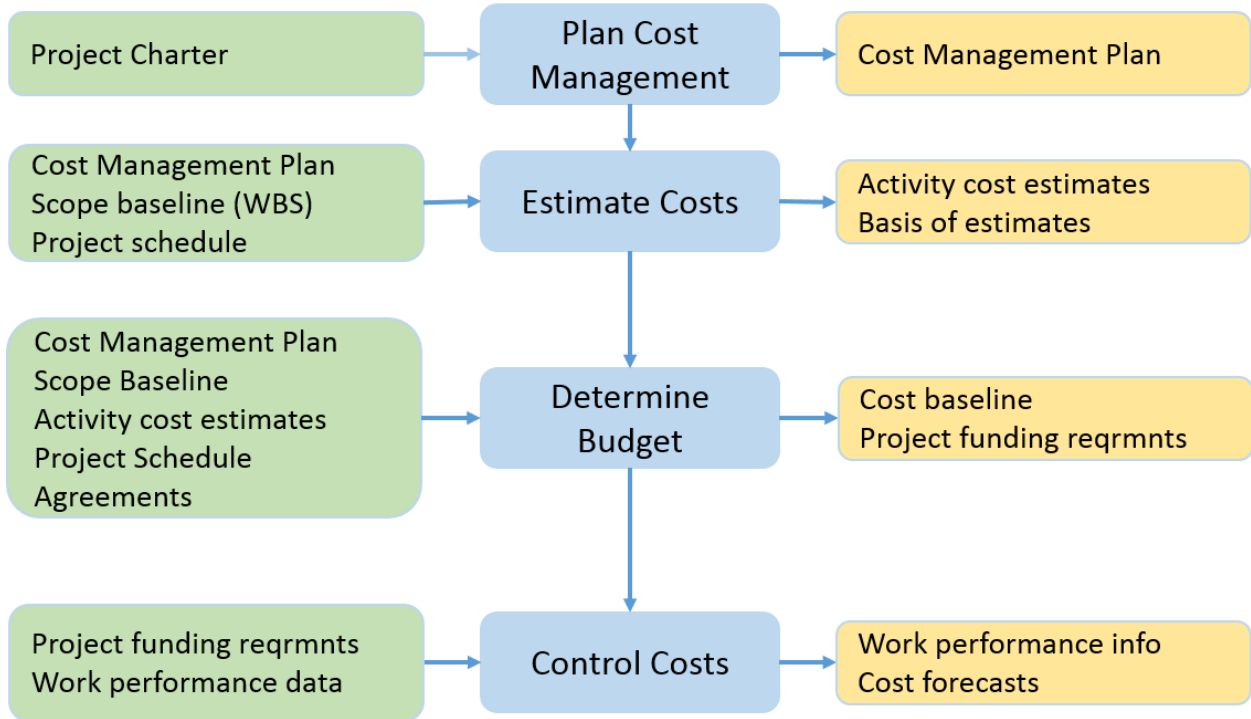 Project Charter
Plan Cost
Management
Cost Management Plan
Cost Management Plan
Scope baseline (WBS)
Project schedule
Estimate Costs
Activity cost estimates
Basis of estimates
Cost Management Plan
Scope Baseline
Activity cost estimates
Project Schedule
Agreements
Determine
Budget
Cost baseline
Project funding reqrmnts
Project funding reqrmnts
Work performance data
Control Costs
Work performance info
Cost forecasts